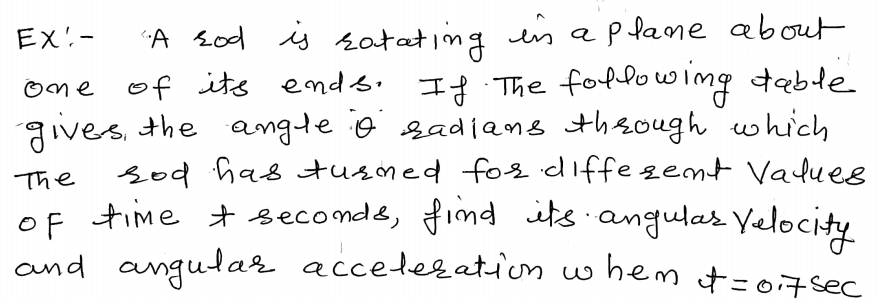 EX:- A rod is rotating in a plane about
one of its ends. If The following table
gives, the angle θ radians through which
The rod has turned for different Values
OF time t seconds, find its angular Velocity
and angular acceleration when t = 0.7 sec